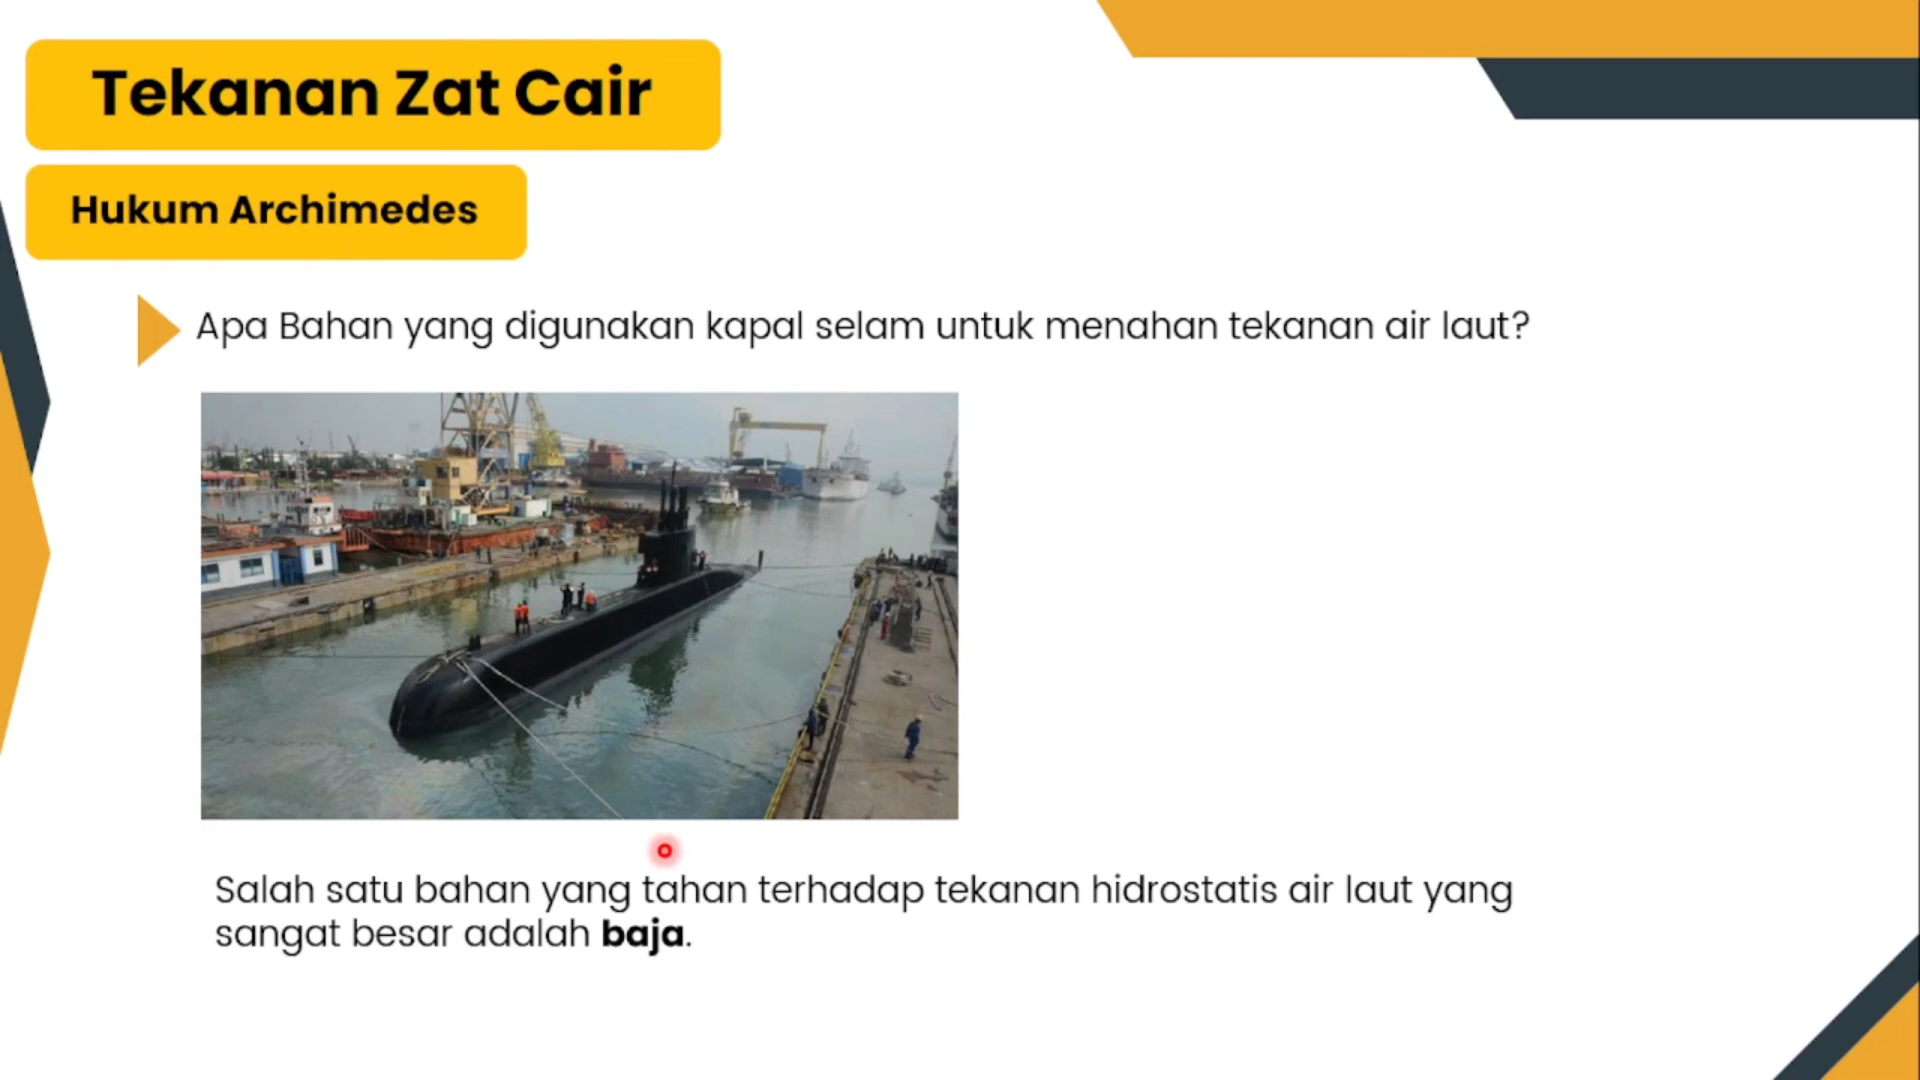 Tekanan Zat Cair
Hukum Archimedes
Apa Bahan yang digunakan kapal selam untuk menahan tekanan air laut?
Salah satu bahan yang tahan terhadap tekanan hidrostatis air laut yang
sangat besar adalah baja.